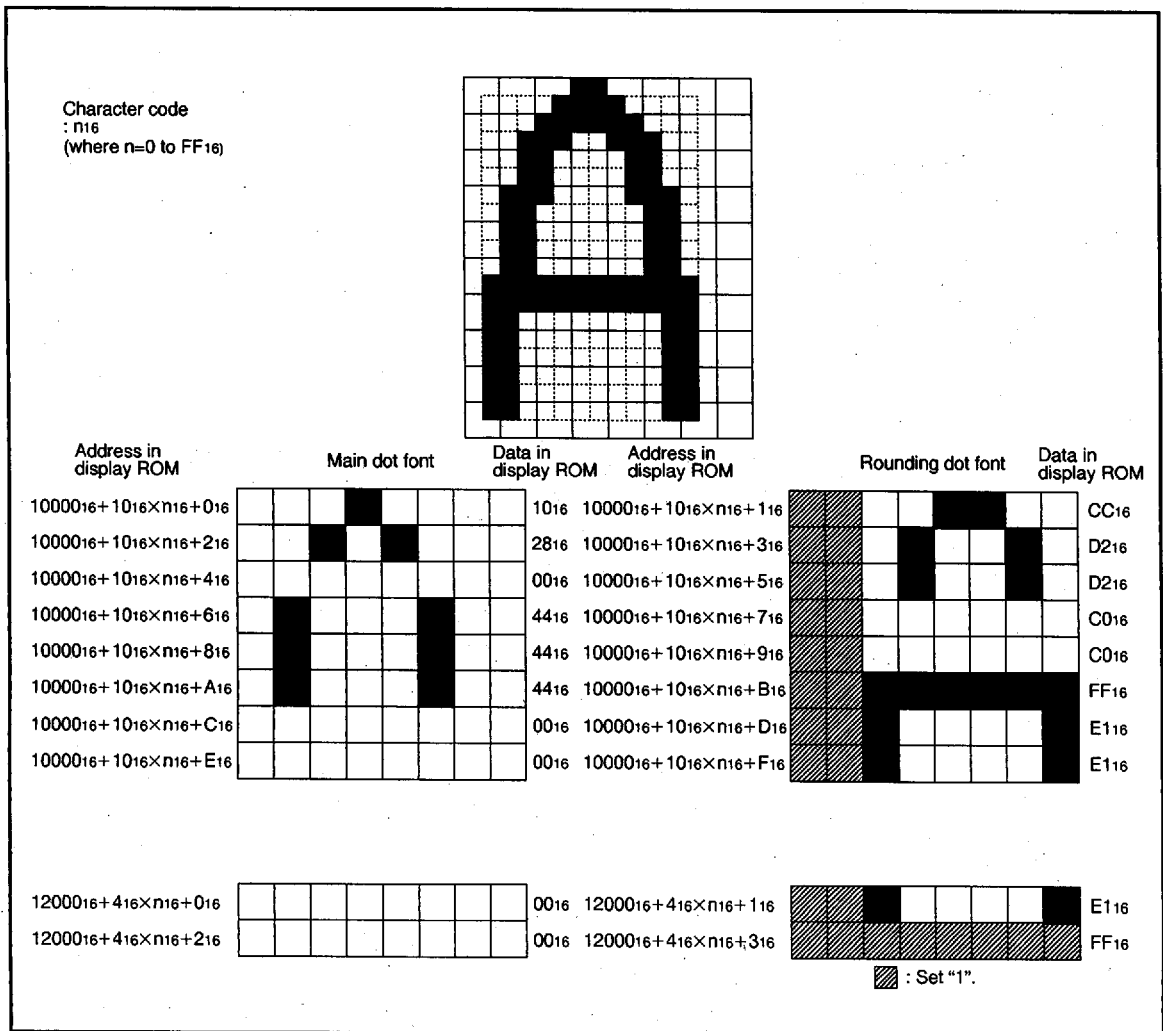 Character code
: n16
(where n=0 to FF16)
Address in display ROM Main dot font Data in display ROM Address in display ROM Rounding dot font Data in display ROM
1000016+1016×n16+016 1016 1000016+1016×n16+116 CC16
1000016+1016×n16+216 2816 1000016+1016×n16+316 D216
1000016+1016×n16+416 0016 1000016+1016×n16+516 D216
1000016+1016×n16+616 4416 1000016+1016×n16+716 C016
1000016+1016×n16+816 4416 1000016+1016×n16+916 C016
1000016+1016×n16+A16 4416 1000016+1016×n16+B16 FF16
1000016+1016×n16+C16 0016 1000016+1016×n16+D16 E116
1000016+1016×n16+E16 0016 1000016+1016×n16+F16 E116
1200016+416×n16+016 0016 1200016+416×n16+116 E116
1200016+416×n16+216 0016 1200016+416×n16+316 FF16
: Set "1".